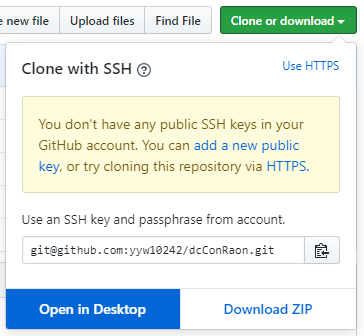 new file
Upload files
Find File
Clone or download
Clone with SSH
Use HTTPS
You don't have any public SSH keys in your
GitHub account. You can add a new public
key, or try cloning this repository via HTTPS.
Use an SSH key and passphrase from account.
git@github.com:yyw10242/dcConRaon.git
Open in Desktop
Download ZIP